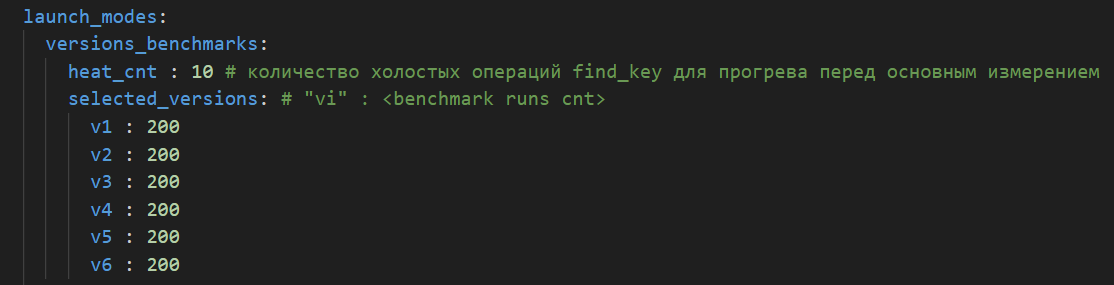 launch_modes:
versions_benchmarks:
heat_cnt : 10 # количество холостых операций find_key для прогрева перед основным измерением
selected_versions: # "vi" : <benchmark runs cnt>
v1 : 200
v2 : 200
v3 : 200
v4 : 200
v5 : 200
v6 : 200